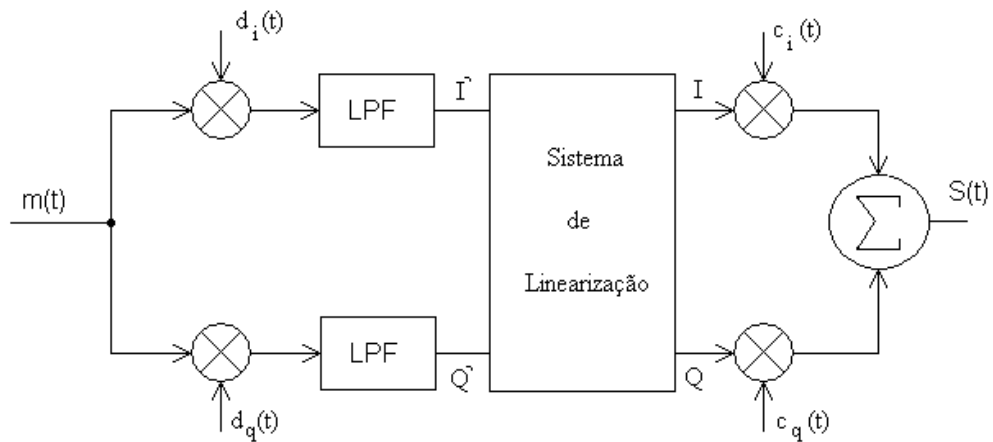 d_i(t)
c_i(t)
LPF
I`
I
Sistema
de
Linearização
m(t)
S(t)
Σ
LPF
Q`
Q
d_q(t)
c_q(t)